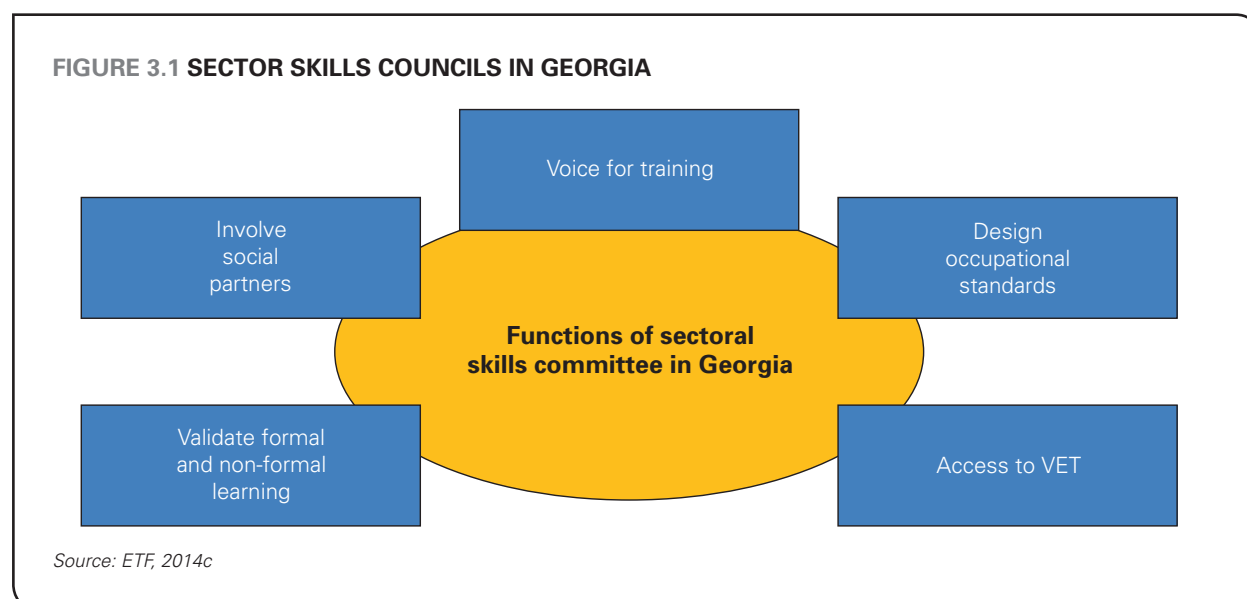 FIGURE 3.1 SECTOR SKILLS COUNCILS IN GEORGIA
Voice for training
Involve
social
partners
Design
occupational
standards
Functions of sectoral
skills committee in Georgia
Validate formal
and non-formal
learning
Access to VET
Source: ETF, 2014c